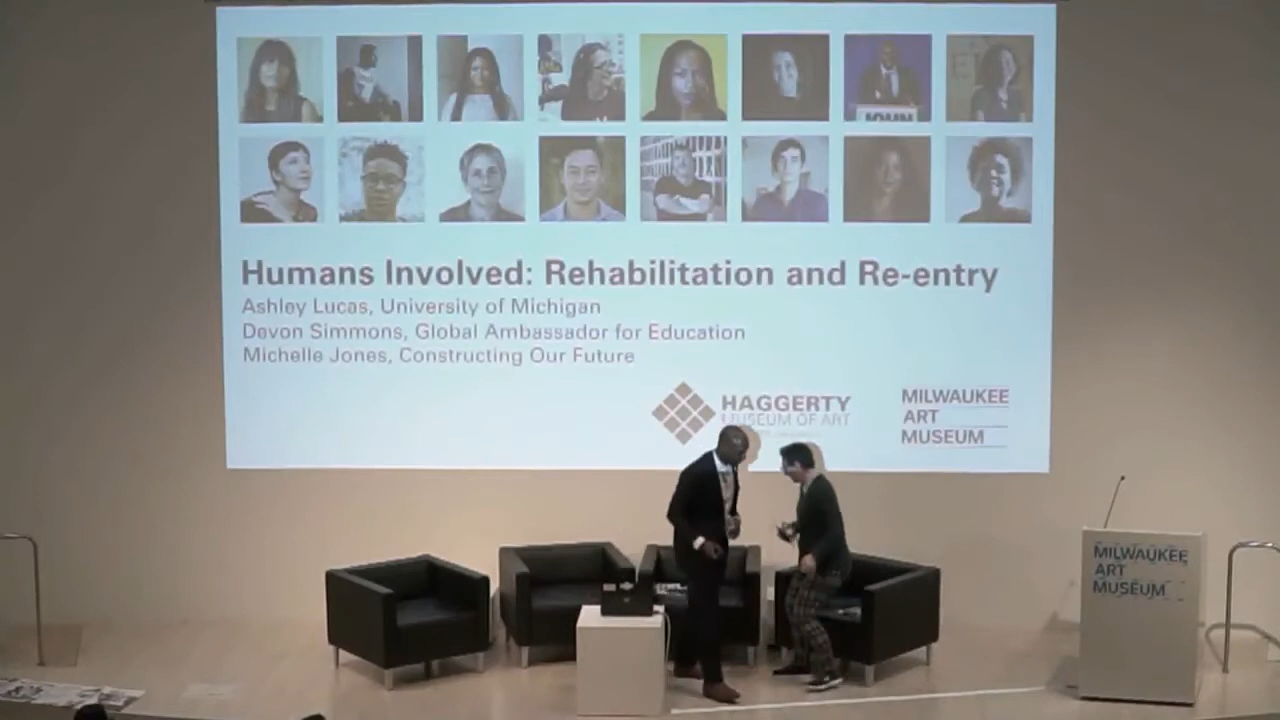 Humans Involved: Rehabilitation and Re-entry
Ashley Lucas, University of Michigan
Devon Simmons, Global Ambassador for Education
Michelle Jones, Constructing Our Future
HAGGERTY
MUSEUM OF ART
MILWAUKEE
ART
MUSEUM
MILWAUKEE
ART
MUSEUM